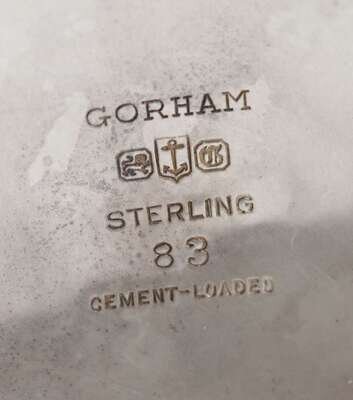 GORHAM
G
STERLING
83
CEMENT-LOADED